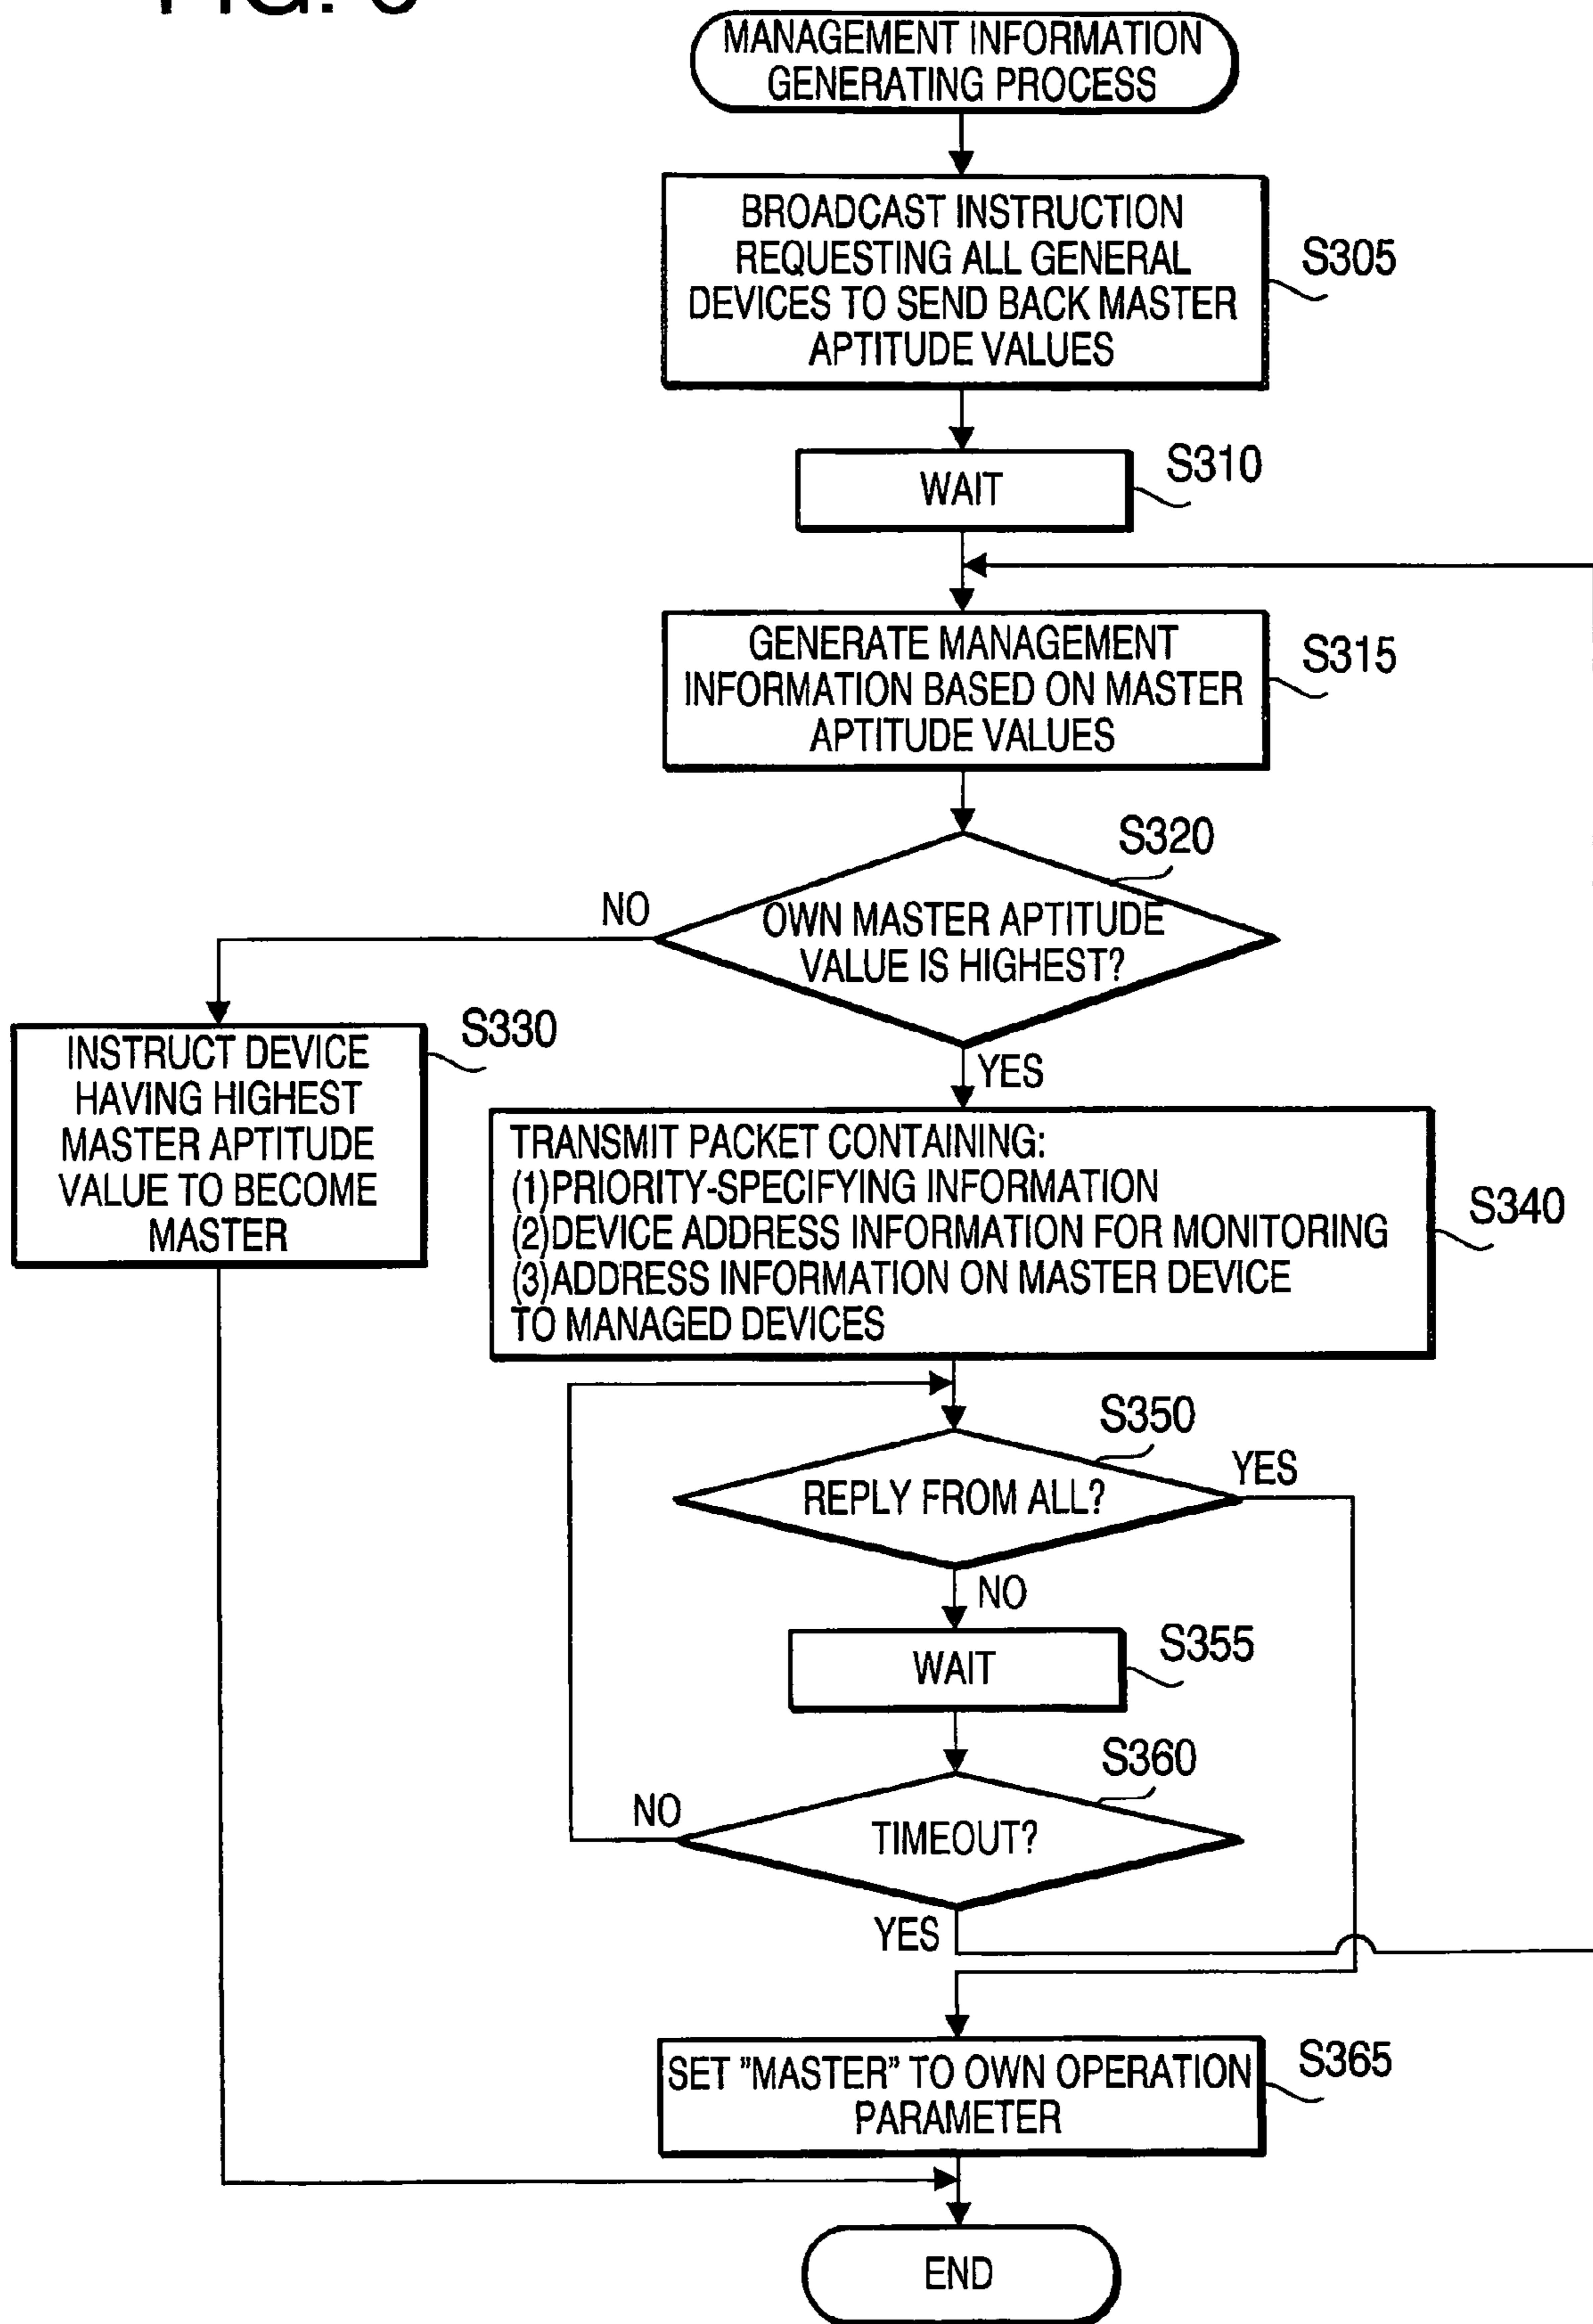 MANAGEMENT INFORMATION
GENERATING PROCESS
BROADCAST INSTRUCTION
REQUESTING ALL GENERAL
DEVICES TO SEND BACK MASTER
APTITUDE VALUES
S305
WAIT
S310
GENERATE MANAGEMENT
INFORMATION BASED ON MASTER
APTITUDE VALUES
S315
S320
NO
OWN MASTER APTITUDE
VALUE IS HIGHEST?
YES
INSTRUCT DEVICE
HAVING HIGHEST
MASTER APTITUDE
VALUE TO BECOME
MASTER
S330
TRANSMIT PACKET CONTAINING:
(1)PRIORITY-SPECIFYING INFORMATION
(2)DEVICE ADDRESS INFORMATION FOR MONITORING
(3)ADDRESS INFORMATION ON MASTER DEVICE
TO MANAGED DEVICES
S340
S350
REPLY FROM ALL?
YES
NO
WAIT
S355
S360
NO
TIMEOUT?
YES
SET "MASTER" TO OWN OPERATION
PARAMETER
S365
END